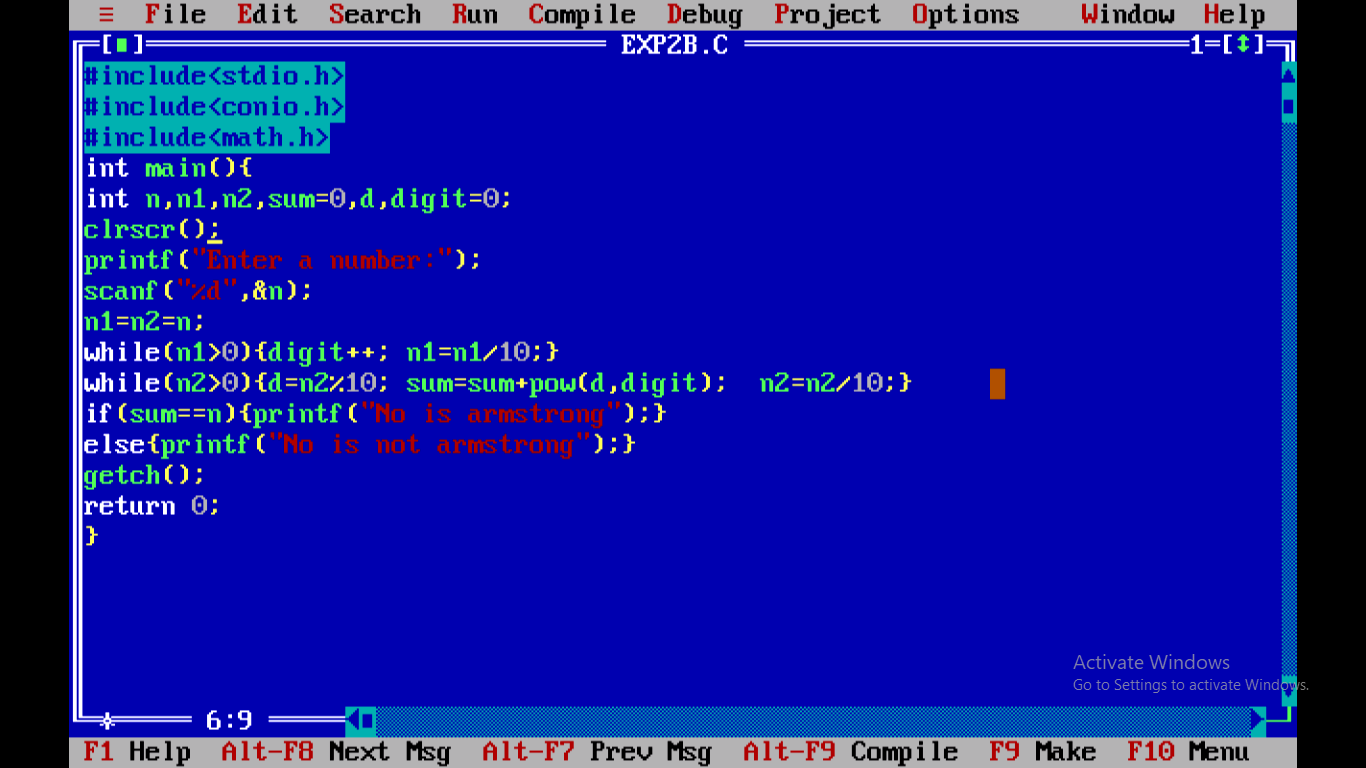 ≡ File Edit Search Run Compile Debug Project Options Window Help
[■] EXP2B.C 1=[↕]
#include<stdio.h>
#include<conio.h>
#include<math.h>
int main(){
int n,n1,n2,sum=0,d,digit=0;
clrscr();
printf("Enter a number:");
scanf("%d",&n);
n1=n2=n;
while(n1>0){digit++; n1=n1/10;}
while(n2>0){d=n2%10; sum=sum+pow(d,digit);  n2=n2/10;}
if(sum==n){printf("No is armstrong");}
else{printf("No is not armstrong");}
getch();
return 0;
}
Activate Windows
Go to Settings to activate Windows.
6:9
F1 Help Alt-F8 Next Msg Alt-F7 Prev Msg Alt-F9 Compile F9 Make F10 Menu